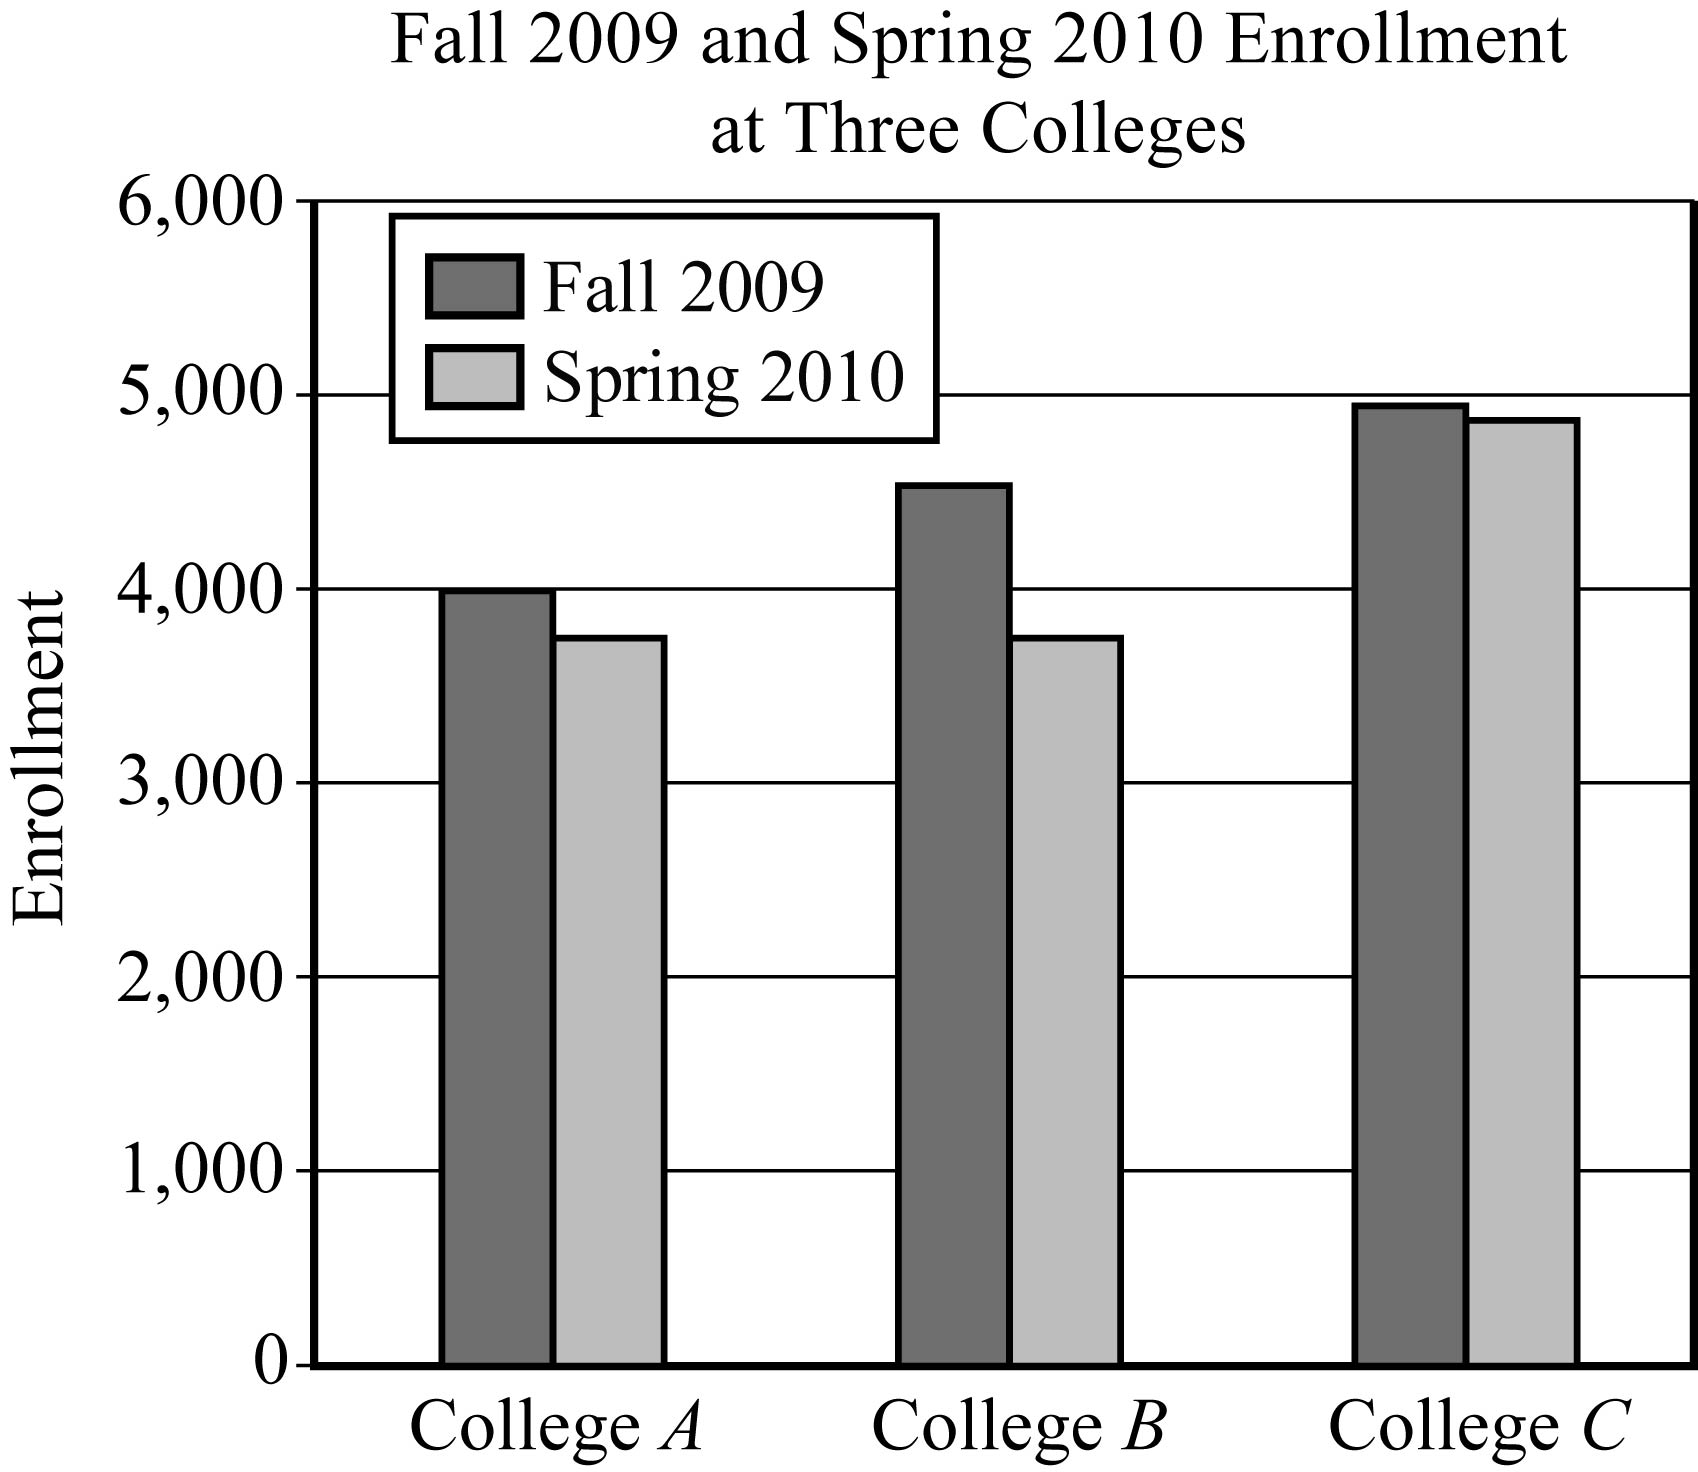 Fall 2009 and Spring 2010 Enrollment
at Three Colleges
6,000
Fall 2009
Spring 2010
5,000
4,000
3,000
2,000
1,000
0
Enrollment
College A
College B
College C